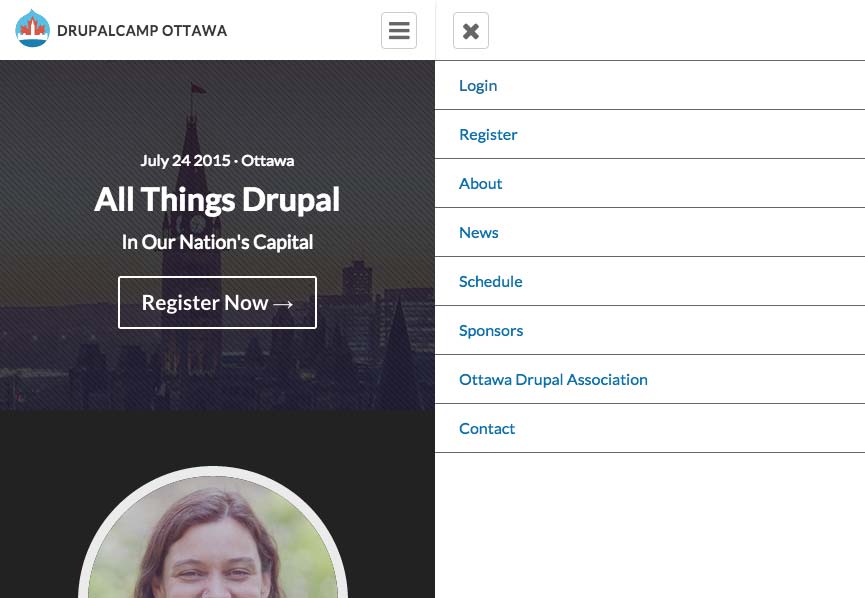 DRUPALCAMP OTTAWA
July 24 2015 · Ottawa
All Things Drupal
In Our Nation's Capital
Register Now →
Login
Register
About
News
Schedule
Sponsors
Ottawa Drupal Association
Contact